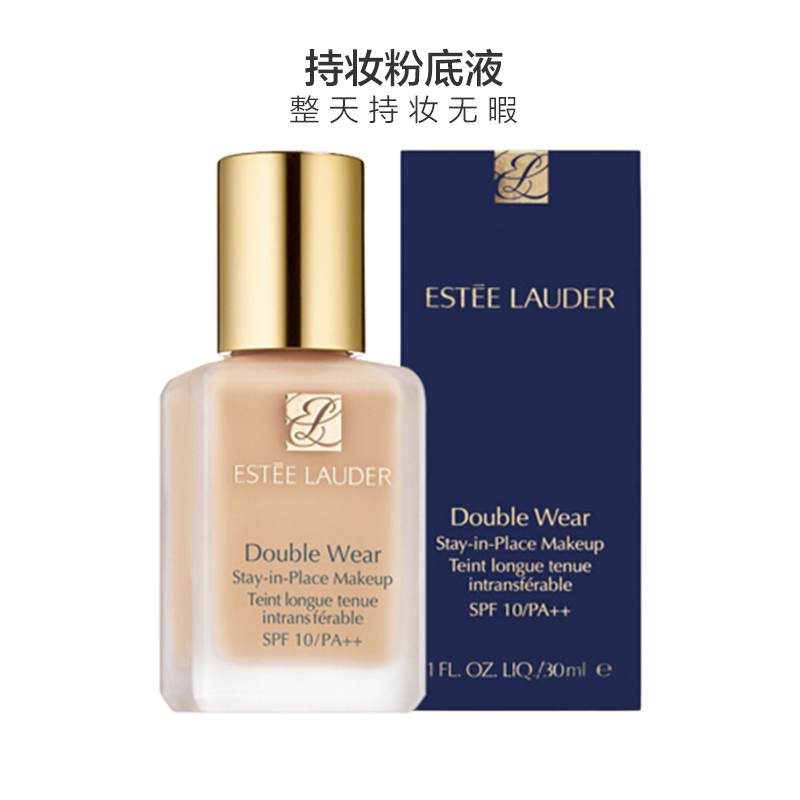 持妆粉底液
整天持妆无暇
ESTĒE LAUDER
Double Wear
Stay-in-Place Makeup
Teint longue tenue
intransférable
SPF 10/PA++
ESTĒE LAUDER
Double Wear
Stay-in-Place Makeup
Teint longue tenue
intransférable
SPF 10/PA++
1 FL. OZ. LIQ./30ml e